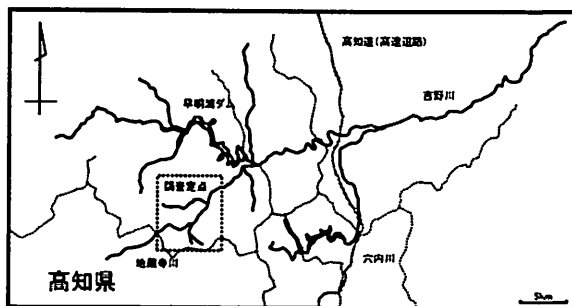 高知道(高速道路)
吉野川
早明浦ダム
調査定点
地蔵寺川
穴内川
高知県
5km